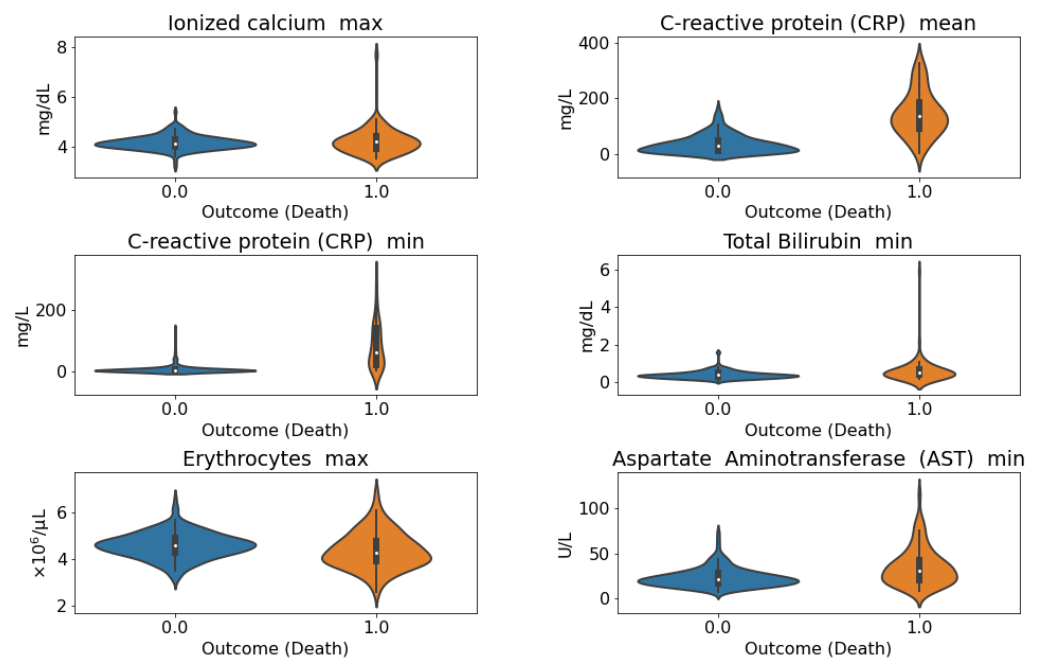 Ionized calcium  max
8
6
4
mg/dL
0.0
1.0
Outcome (Death)
C-reactive protein (CRP)  mean
400
200
0
mg/L
0.0
1.0
Outcome (Death)
C-reactive protein (CRP)  min
200
0
mg/L
0.0
1.0
Outcome (Death)
Total Bilirubin  min
6
4
2
0
mg/dL
0.0
1.0
Outcome (Death)
Erythrocytes  max
6
4
2
×10⁶/μL
0.0
1.0
Outcome (Death)
Aspartate  Aminotransferase  (AST)  min
100
50
0
U/L
0.0
1.0
Outcome (Death)